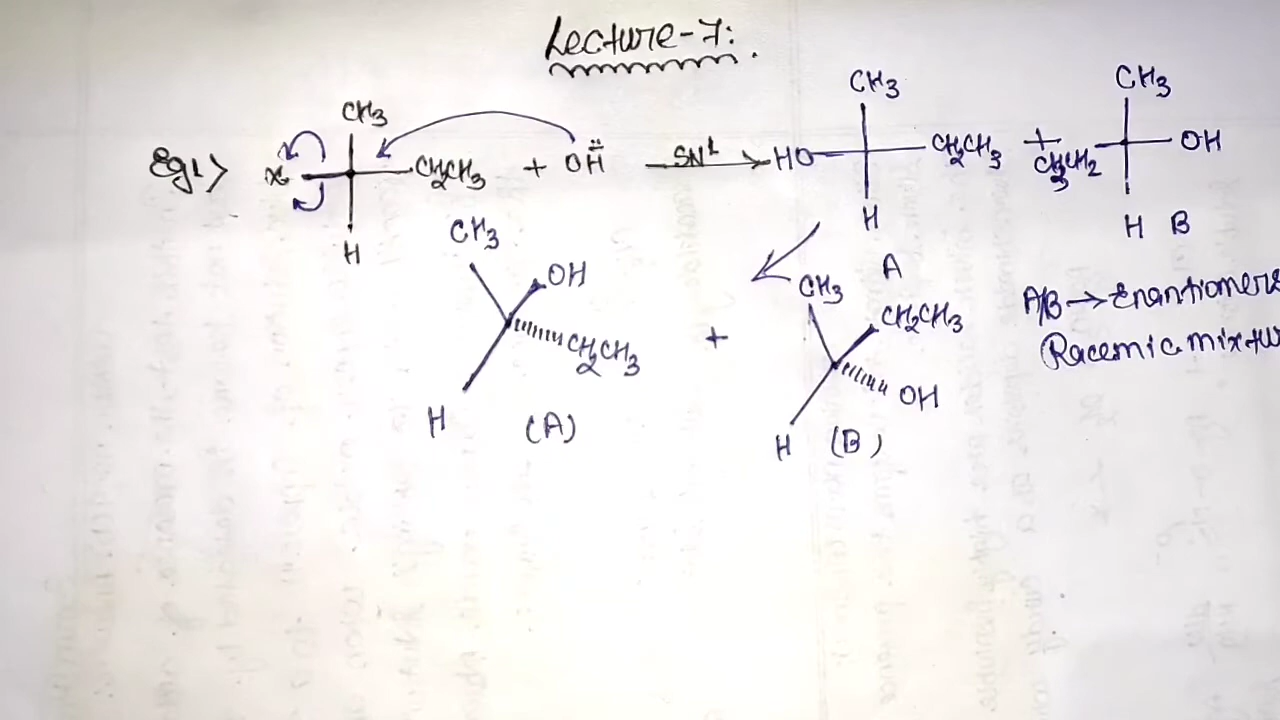 Lecture-7:
CH3 CH3 CH3
Eg1> x CH2CH3 + OH SN1 HO CH2CH3 + CH3CH2 OH
H H H B
A
CH3 OH CH2CH3 (A) H
+
CH3 CH2CH3 OH H (B)
A/B → Enantiomers
Racemic mixtu